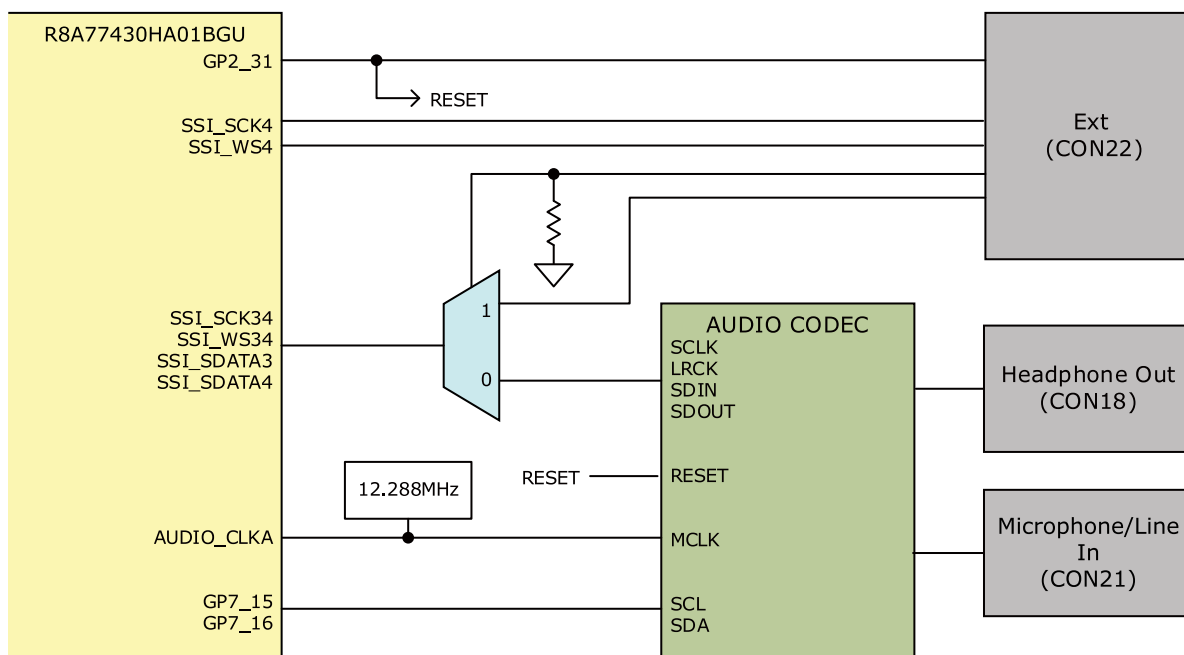 R8A77430HA01BGU
GP2_31
RESET
SSI_SCK4
SSI_WS4
Ext
(CON22)
SSI_SCK34
SSI_WS34
SSI_SDATA3
SSI_SDATA4
1
0
AUDIO CODEC
SCLK
LRCK
SDIN
SDOUT
Headphone Out
(CON18)
RESET
RESET
12.288MHz
AUDIO_CLKA
MCLK
Microphone/Line
In
(CON21)
GP7_15
GP7_16
SCL
SDA